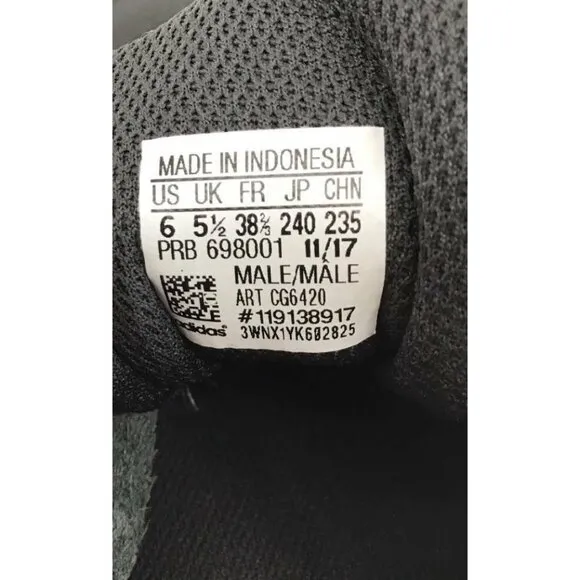 MADE IN INDONESIA
US UK FR JP CHN
6 5½ 38⅔ 240 235
PRB 698001 11/17
MALE/MALE
ART CG6420
#119138917
adidas® 3WNX1YK602825